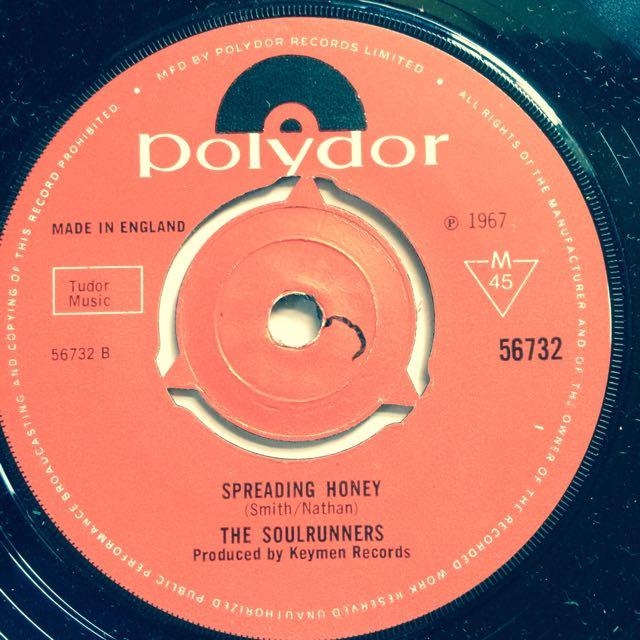 MFD BY POLYDOR RECORDS LIMITED • ALL RIGHTS OF THE MANUFACTURER AND OF THE OWNER OF THE RECORDED WORK RESERVED UNAUTHORIZED PUBLIC PERFORMANCE BROADCASTING AND COPYING OF THIS RECORD PROHIBITED. •
polydor
MADE IN ENGLAND
℗ 1967
Tudor
Music
M
45
56732 B
56732
I
SPREADING HONEY
(Smith/Nathan)
THE SOULRUNNERS
Produced by Keymen Records